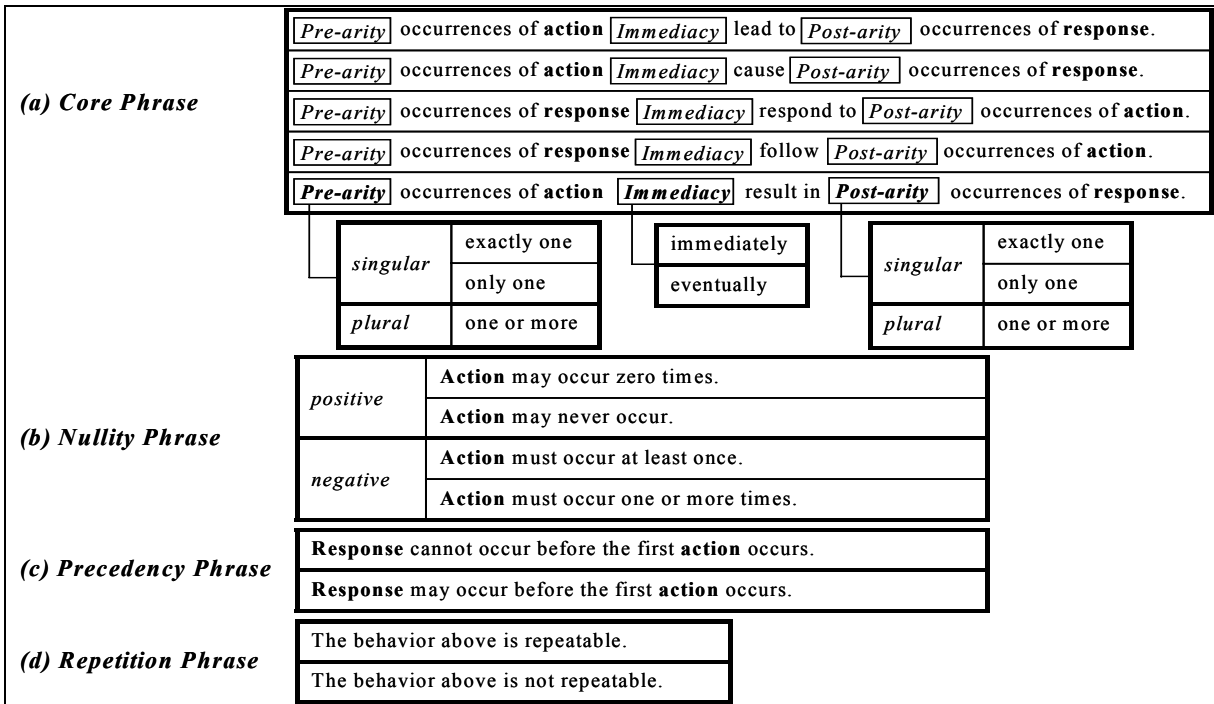 Pre-arity occurrences of action Immediacy lead to Post-arity occurrences of response.
Pre-arity occurrences of action Immediacy cause Post-arity occurrences of response.
(a) Core Phrase
Pre-arity occurrences of response Immediacy respond to Post-arity occurrences of action.
Pre-arity occurrences of response Immediacy follow Post-arity occurrences of action.
Pre-arity occurrences of action Immediacy result in Post-arity occurrences of response.
singular
exactly one
only one
plural
one or more
immediately
eventually
singular
exactly one
only one
plural
one or more
(b) Nullity Phrase
positive
Action may occur zero times.
Action may never occur.
negative
Action must occur at least once.
Action must occur one or more times.
(c) Precedency Phrase
Response cannot occur before the first action occurs.
Response may occur before the first action occurs.
(d) Repetition Phrase
The behavior above is repeatable.
The behavior above is not repeatable.